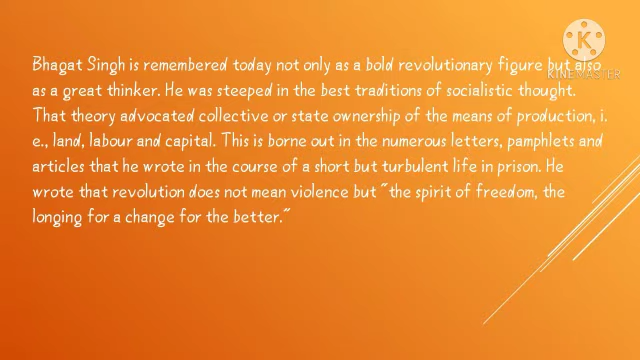 Bhagat Singh is remembered today not only as a bold revolutionary figure but also
as a great thinker. He was steeped in the best traditions of socialistic thought.
That theory advocated collective or state ownership of the means of production, i.
e., land, labour and capital. This is borne out in the numerous letters, pamphlets and
articles that he wrote in the course of a short but turbulent life in prison. He
wrote that revolution does not mean violence but "the spirit of freedom, the
longing for a change for the better."
KINEMASTER